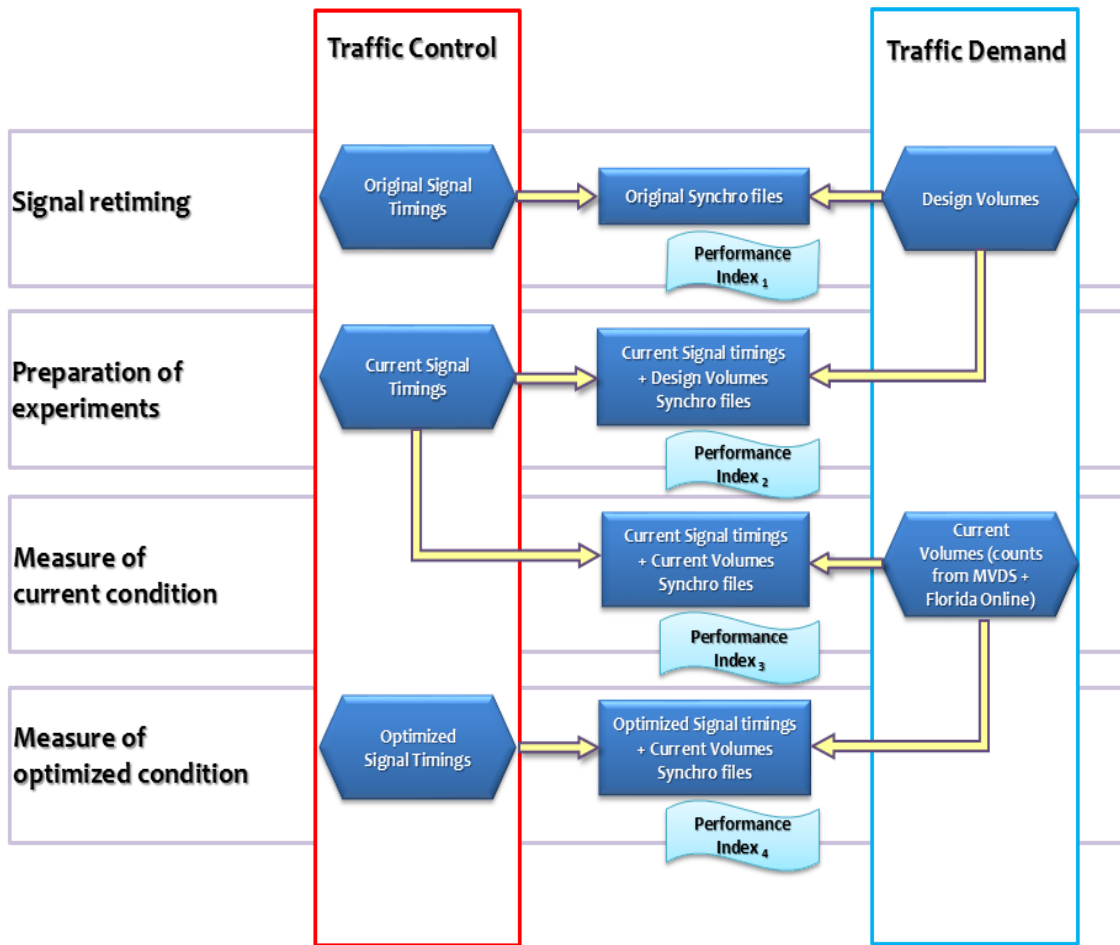 Traffic Control
Traffic Demand
Signal retiming
Original Signal
Timings
Original Synchro files
Design Volumes
Performance
Index 1
Preparation of
experiments
Current Signal
Timings
Current Signal timings
+ Design Volumes
Synchro files
Performance
Index 2
Measure of
current condition
Current Signal timings
+ Current Volumes
Synchro files
Current
Volumes (counts
from MVDS +
Florida Online)
Performance
Index 3
Measure of
optimized condition
Optimized
Signal Timings
Optimized Signal timings
+ Current Volumes
Synchro files
Performance
Index 4